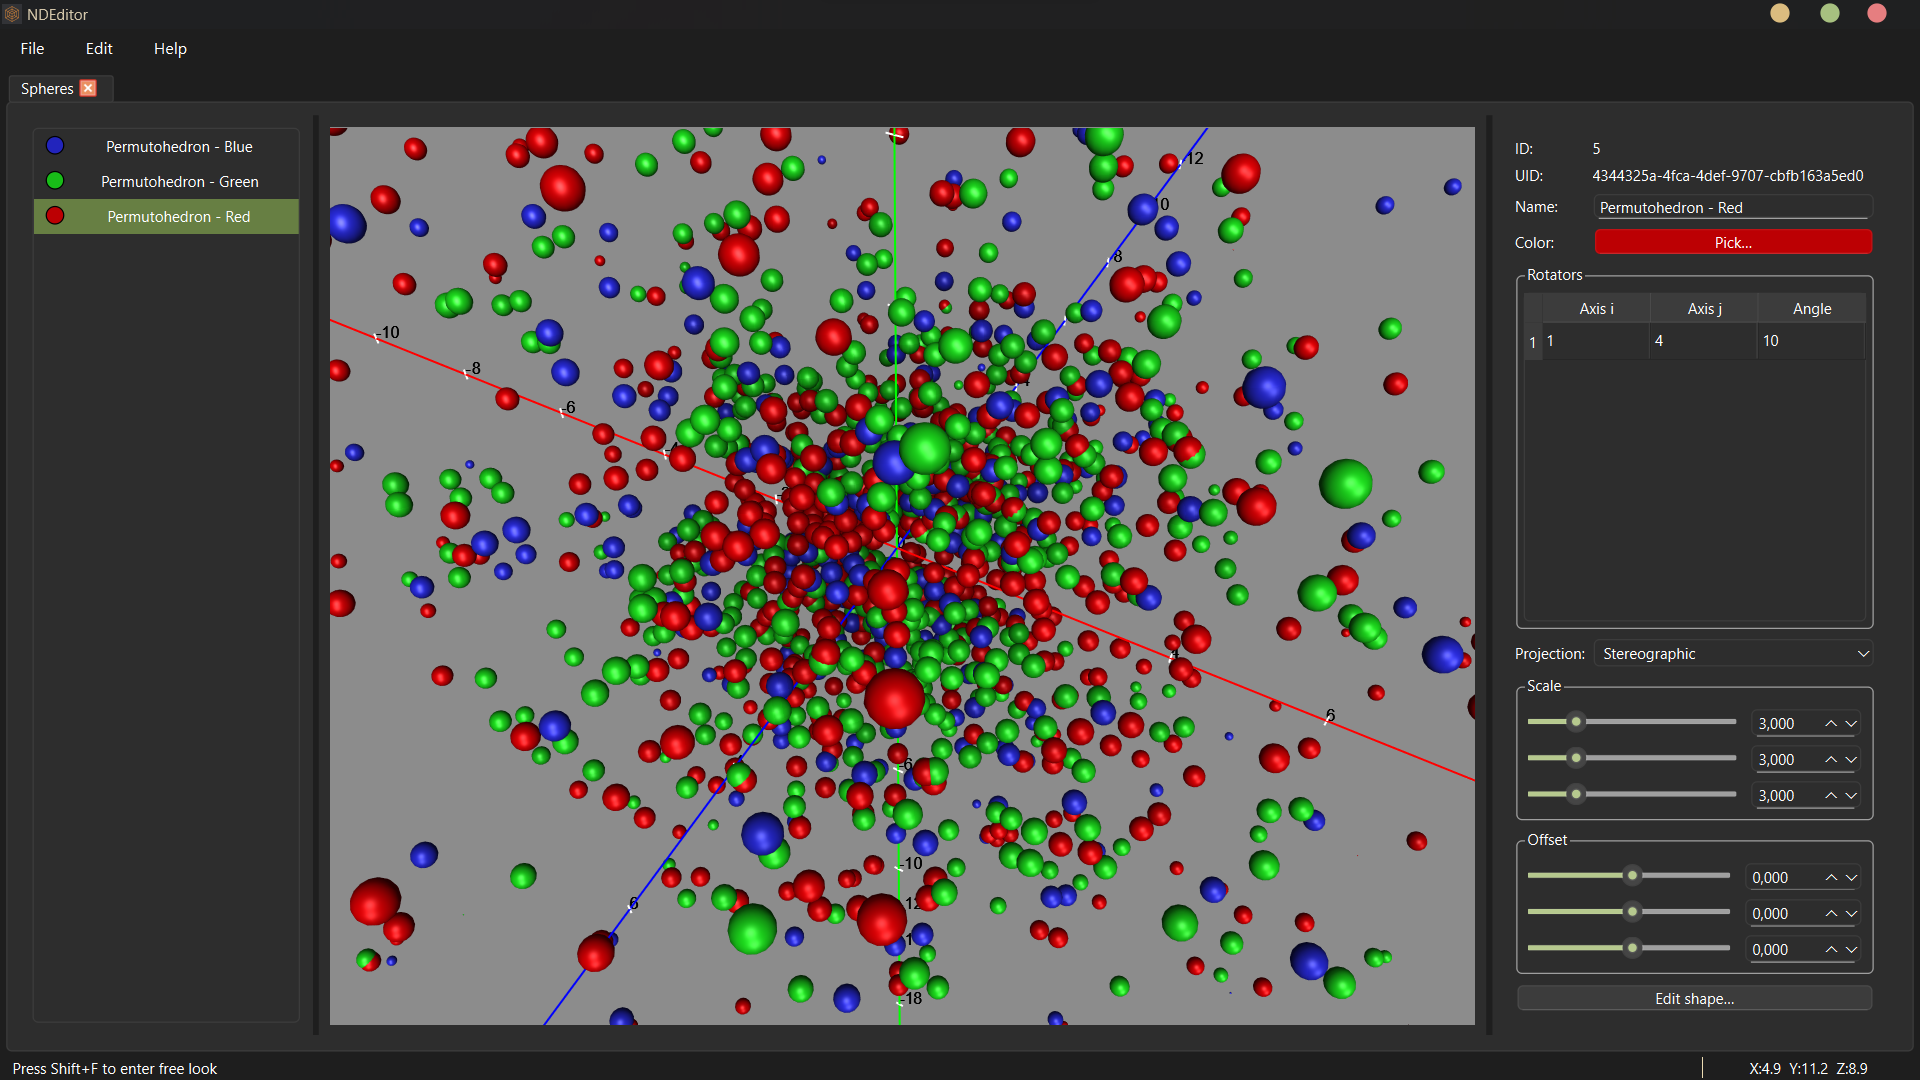 NDEditor
File Edit Help
Spheres
Permutohedron - Blue
Permutohedron - Green
Permutohedron - Red
12
8
-10
-8
-6
4
6
-6
-10
6
-18
ID: 5
UID: 4344325a-4fca-4def-9707-cbfb163a5ed0
Name: Permutohedron - Red
Color: Pick...
Rotators
Axis i Axis j Angle
1 1 4 10
Projection: Stereographic
Scale
3,000
3,000
3,000
Offset
0,000
0,000
0,000
Edit shape...
Press Shift+F to enter free look
X:4.9 Y:11.2 Z:8.9